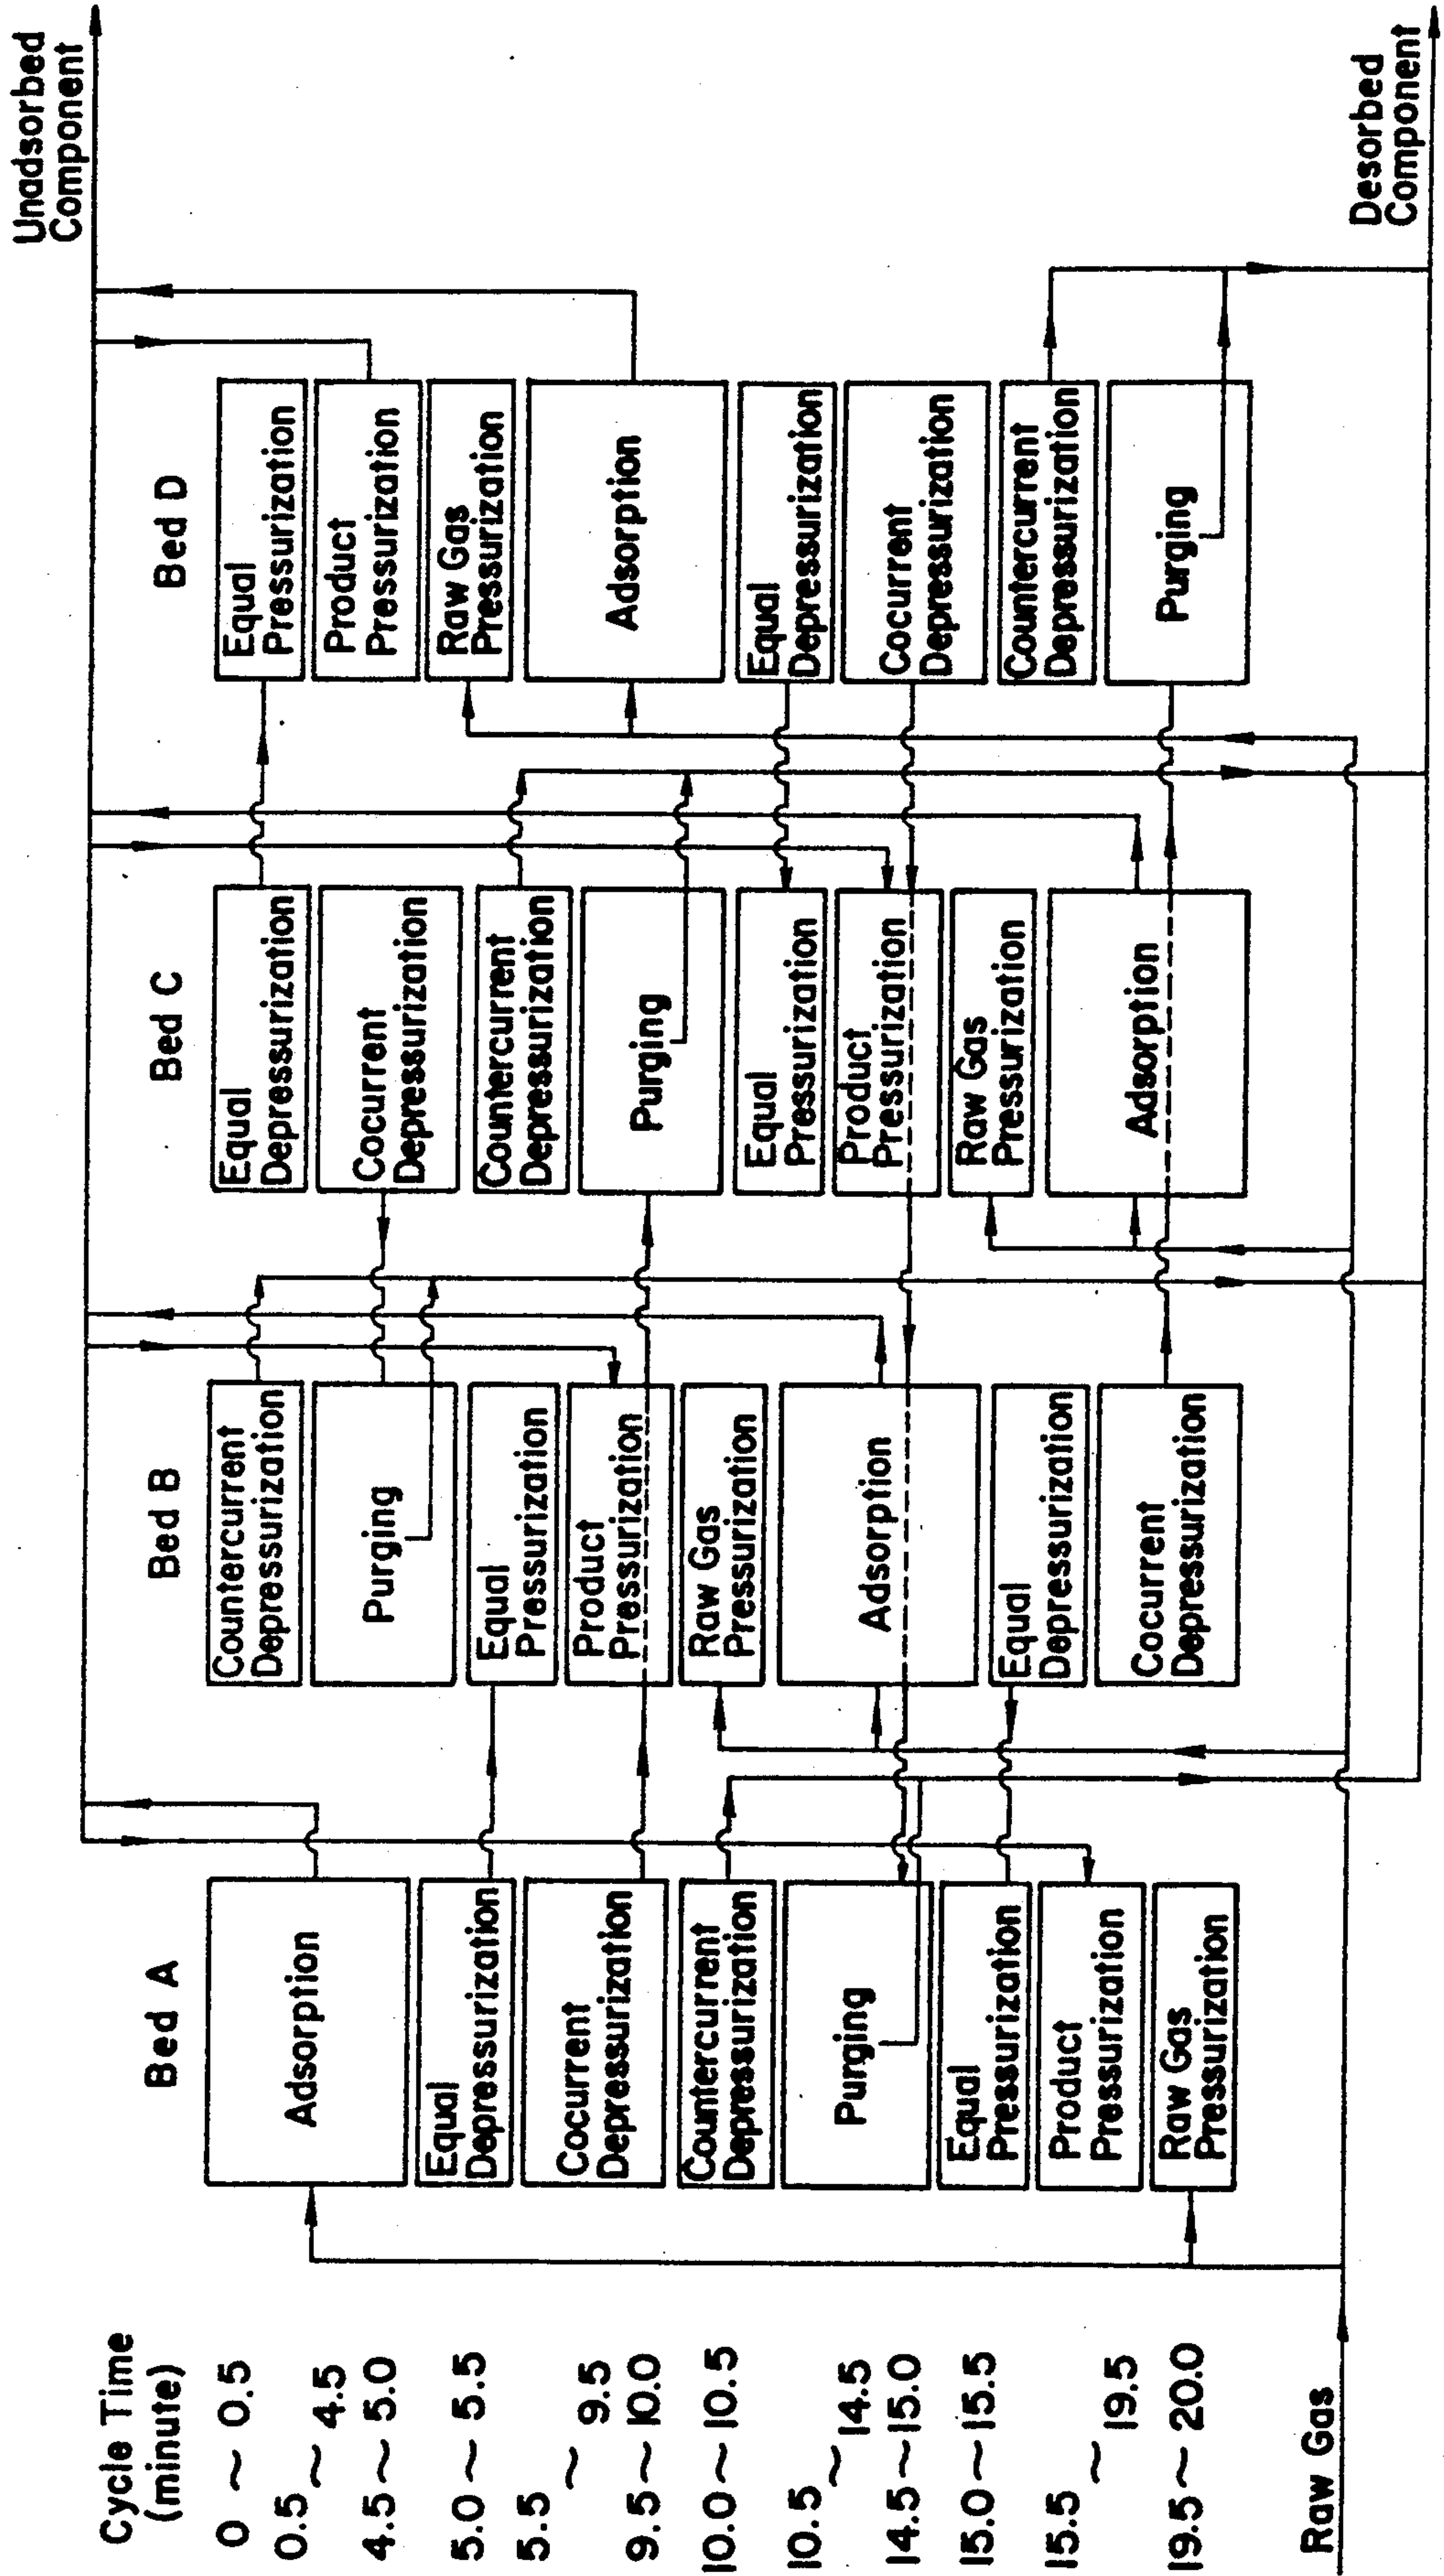 Cycle Time
(minute)
0 ~ 0.5
0.5
~
4.5
4.5 ~ 5.0
5.0 ~ 5.5
5.5
~
9.5
9.5 ~ 10.0
10.0 ~ 10.5
10.5
~
14.5
14.5 ~ 15.0
15.0 ~ 15.5
15.5
~
19.5
19.5 ~ 20.0
Raw Gas
Bed A
Adsorption
Equal
Depressurization
Cocurrent
Depressurization
Countercurrent
Depressurization
Purging
Equal
Pressurization
Product
Pressurization
Raw Gas
Pressurization
Bed B
Countercurrent
Depressurization
Purging
Equal
Pressurization
Product
Pressurization
Raw Gas
Pressurization
Adsorption
Equal
Depressurization
Cocurrent
Depressurization
Bed C
Equal
Depressurization
Cocurrent
Depressurization
Countercurrent
Depressurization
Purging
Equal
Pressurization
Product
Pressurization
Raw Gas
Pressurization
Adsorption
Bed D
Equal
Pressurization
Product
Pressurization
Raw Gas
Pressurization
Adsorption
Equal
Depressurization
Cocurrent
Depressurization
Countercurrent
Depressurization
Purging
Unadsorbed
Component
Desorbed
Component